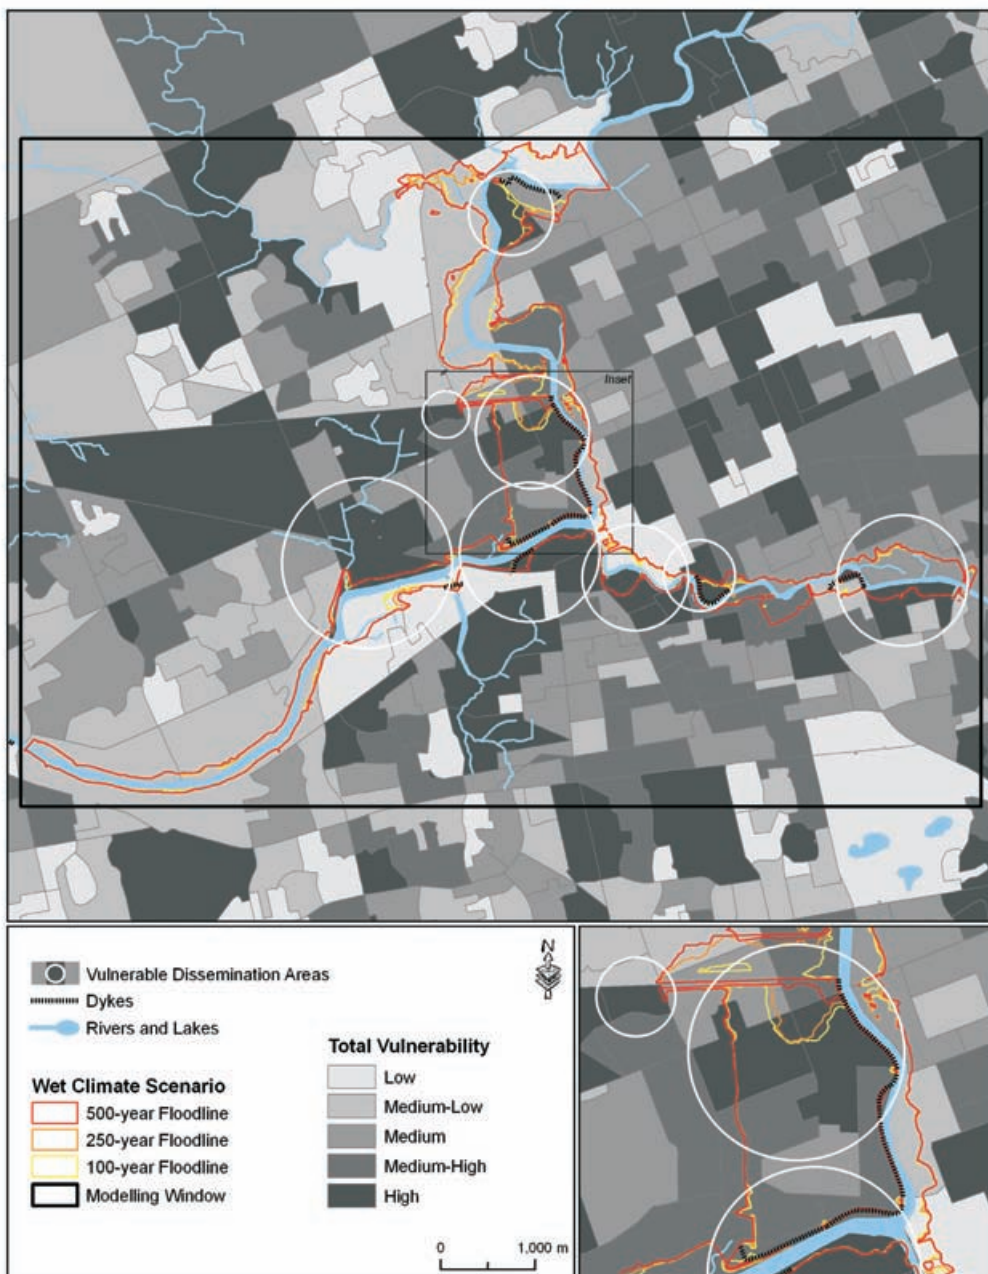 Inset
Vulnerable Dissemination Areas
Dykes
Rivers and Lakes
Wet Climate Scenario
500-year Floodline
250-year Floodline
100-year Floodline
Modelling Window
N
Total Vulnerability
Low
Medium-Low
Medium
Medium-High
High
0 1,000 m